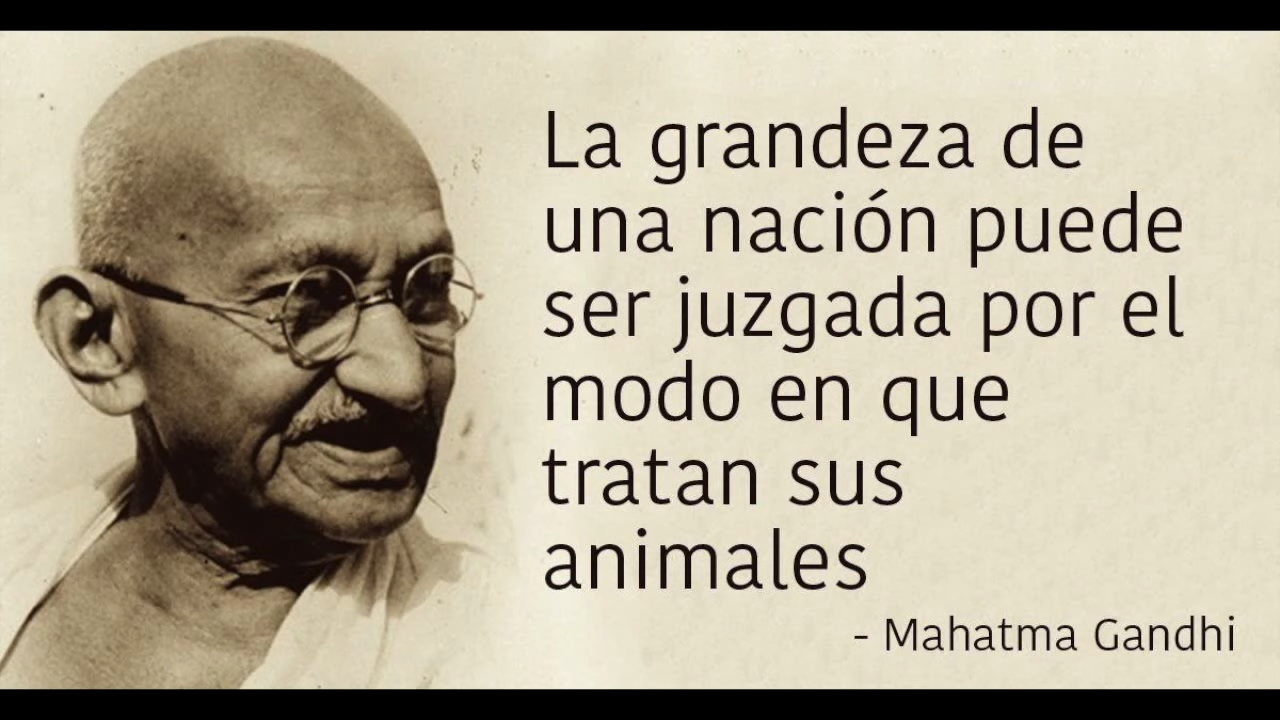 La grandeza de
una nación puede
ser juzgada por el
modo en que
tratan sus
animales
- Mahatma Gandhi